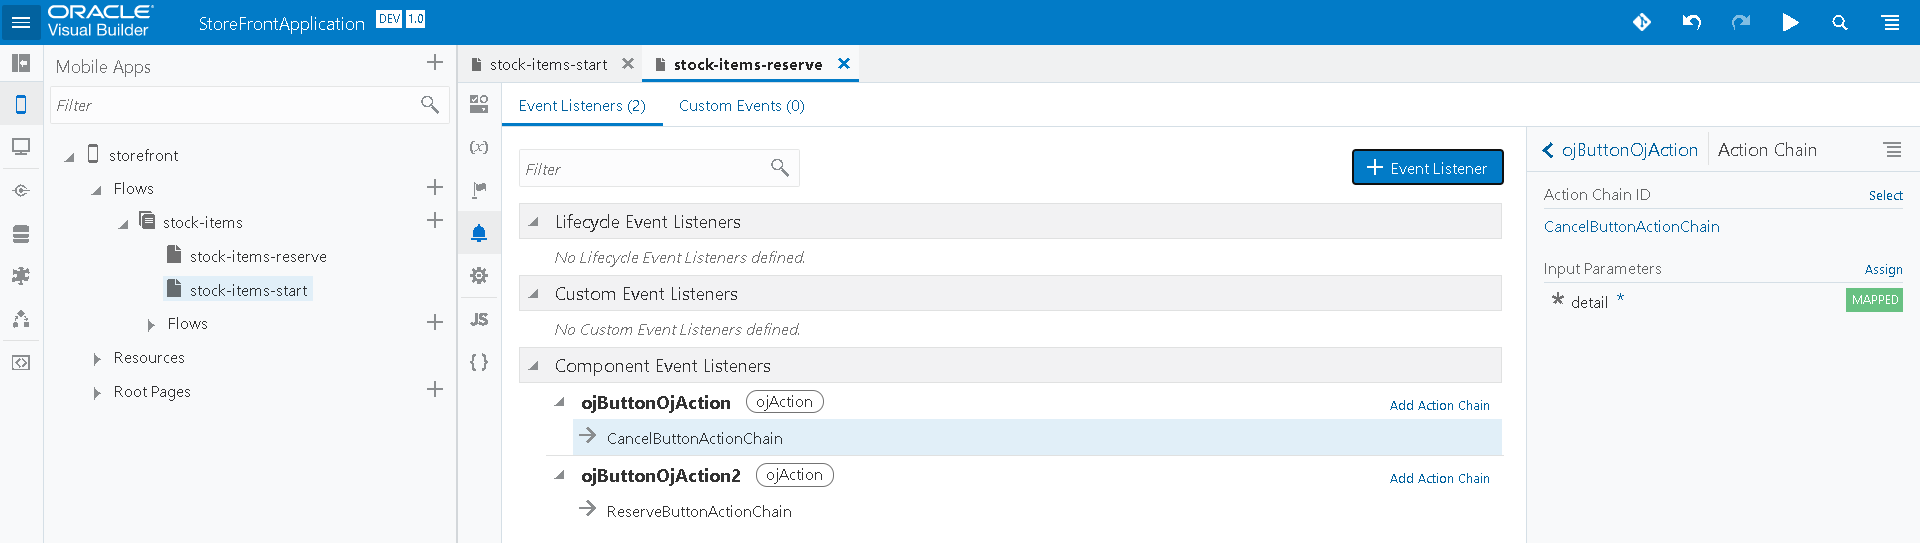 ORACLE
Visual Builder
StoreFrontApplication DEV 1.0
Mobile Apps
Filter
storefront
Flows
stock-items
stock-items-reserve
stock-items-start
Flows
Resources
Root Pages
stock-items-start
stock-items-reserve
(x)
JS
{ }
Event Listeners (2)
Custom Events (0)
Filter
Event Listener
Lifecycle Event Listeners
No Lifecycle Event Listeners defined.
Custom Event Listeners
No Custom Event Listeners defined.
Component Event Listeners
ojButtonOjAction ojAction Add Action Chain
CancelButtonActionChain
ojButtonOjAction2 ojAction Add Action Chain
ReserveButtonActionChain
ojButtonOjAction Action Chain
Action Chain ID Select
CancelButtonActionChain
Input Parameters Assign
* detail * MAPPED